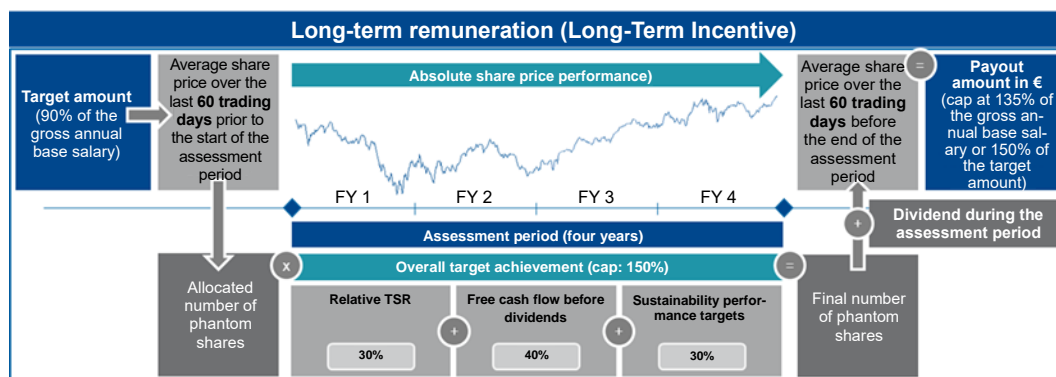 Long-term remuneration (Long-Term Incentive)
Target amount
(90% of the
gross annual
base salary)
Average share
price over the
last 60 trading
days prior to
the start of the
assessment
period
Absolute share price performance)
FY 1
FY 2
FY 3
FY 4
Average share
price over the
last 60 trading
days before
the end of the
assessment
period
=
Payout
amount in €
(cap at 135% of
the gross an-
nual base sal-
ary or 150% of
the target
amount)
+
Dividend during the
assessment period
Assessment period (four years)
Allocated
number of
phantom
shares
x
Overall target achievement (cap: 150%)
=
Relative TSR
30%
+
Free cash flow before
dividends
40%
+
Sustainability perfor-
mance targets
30%
Final number
of phantom
shares